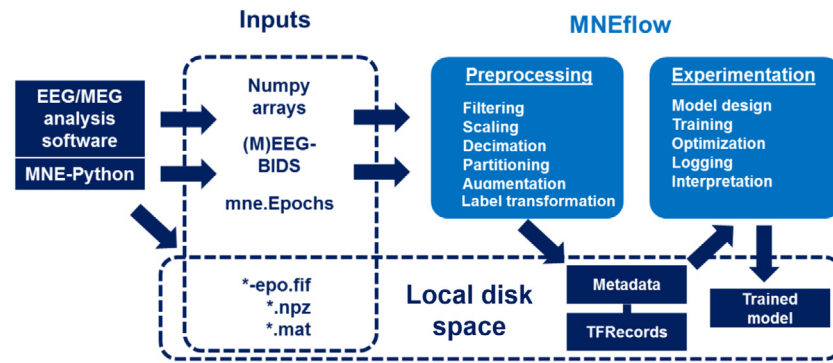 Inputs
MNEflow
EEG/MEG
analysis
software
MNE-Python
Numpy
arrays
(M)EEG-
BIDS
mne.Epochs
*-epo.fif
*.npz
*.mat
Preprocessing
Filtering
Scaling
Decimation
Partitioning
Augmentation
Label transformation
Experimentation
Model design
Training
Optimization
Logging
Interpretation
Local disk
space
Metadata
TFRecords
Trained
model